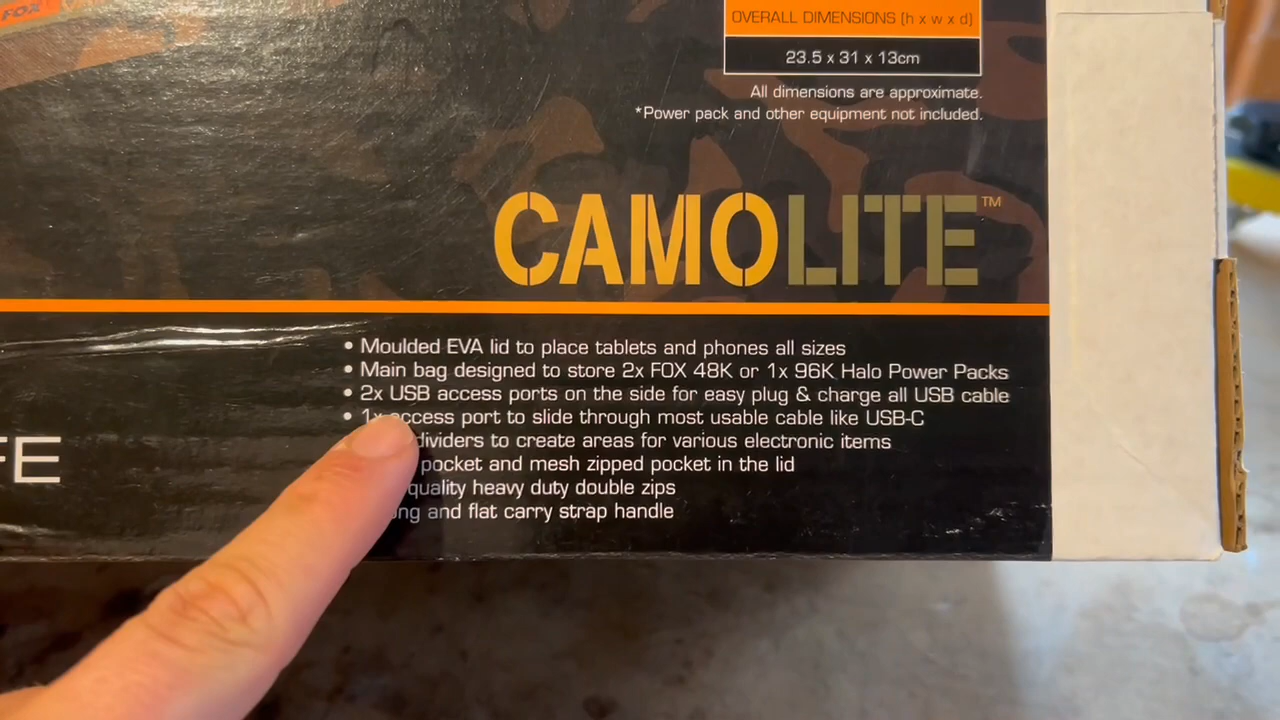 FOX
OVERALL DIMENSIONS (h x w x d)
23.5 x 31 x 13cm
All dimensions are approximate.
*Power pack and other equipment not included.
CAMOLITE™
• Moulded EVA lid to place tablets and phones all sizes
• Main bag designed to store 2x FOX 48K or 1x 96K Halo Power Packs
• 2x USB access ports on the side for easy plug & charge all USB cable
• 1x access port to slide through most usable cable like USB-C
dividers to create areas for various electronic items
pocket and mesh zipped pocket in the lid
quality heavy duty double zips
and flat carry strap handle